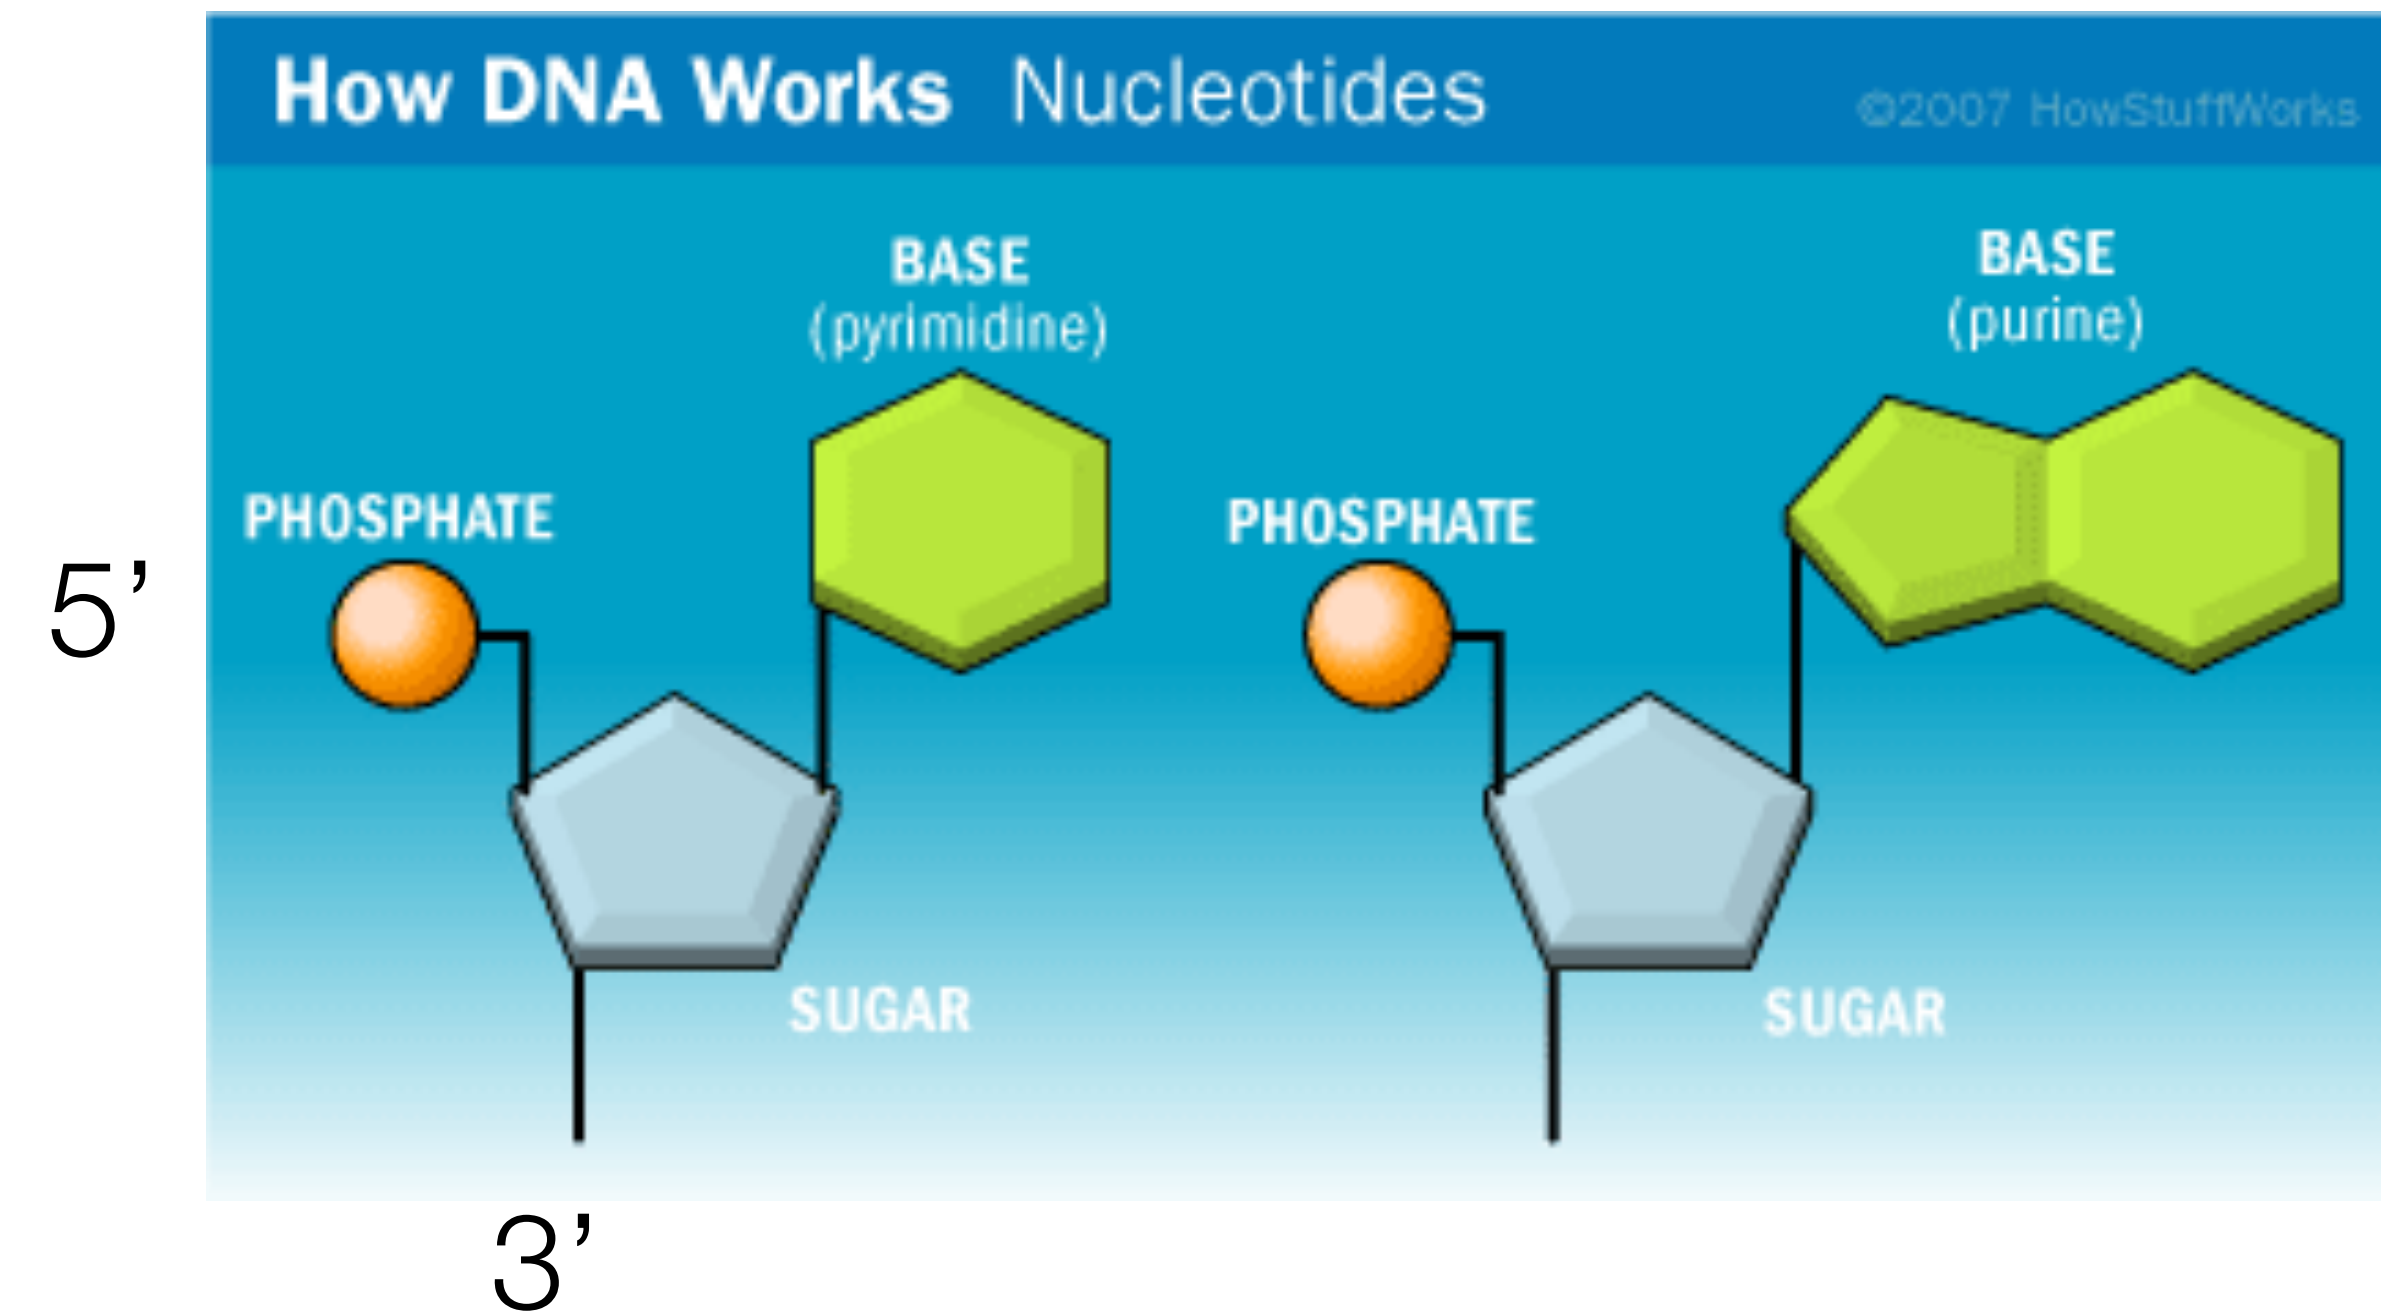 How DNA Works Nucleotides
©2007 HowStuffWorks
BASE
(pyrimidine)
BASE
(purine)
PHOSPHATE
PHOSPHATE
5’
SUGAR
SUGAR
3’